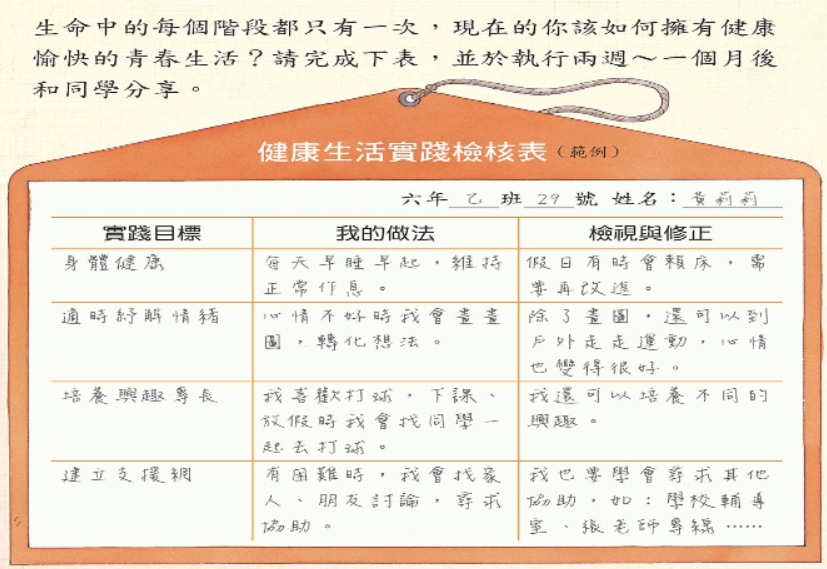 生命中的每個階段都只有一次，現在的你該如何擁有健康
愉快的青春生活？請完成下表，並於執行兩週～一個月後
和同學分享。
健康生活實踐檢核表（範例）
六年乙班29號 姓名：黃莉莉
實踐目標
我的做法
檢視與修正
身體健康
每天早睡早起，維持
正常作息。
假日有時會賴床，需
要再改進。
適時紓解情緒
心情不好時我會畫畫
圖，轉化想法。
除了畫圖，還可以到
戶外走走運動，心情
也變得很好。
培養興趣專長
我喜歡打球，下課、
放假時我會找同學一
起去打球。
我還可以培養不同的
興趣。
建立支援網
有困難時，我會找家
人、朋友討論，尋求
協助。
我也要學會尋求其他
協助，如：學校輔導
室、張老師專線……